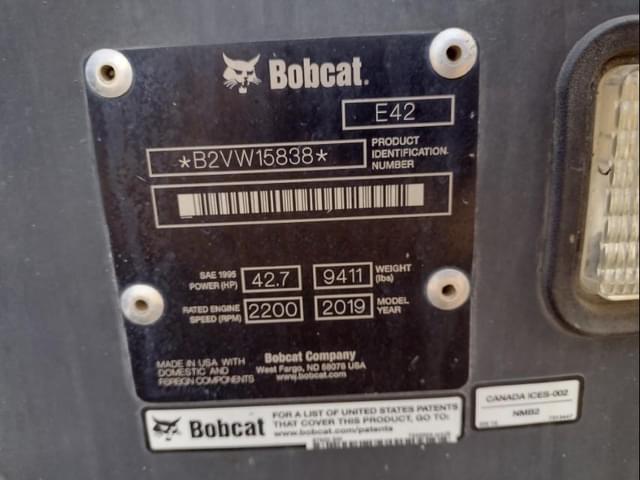 Bobcat.
E42
*B2VW15838*
PRODUCT
IDENTIFICATION
NUMBER
SAE 1995
POWER (HP)
42.7
9411
WEIGHT
(lbs)
RATED ENGINE
SPEED (RPM)
2200
2019
MODEL
YEAR
MADE IN USA WITH
DOMESTIC AND
FOREIGN COMPONENTS
Bobcat Company
West Fargo, ND 58078 USA
www.bobcat.com
Bobcat
FOR A LIST OF UNITED STATES PATENTS
THAT COVER THIS PRODUCT, GO TO:
www.bobcat.com/patents
CANADA ICES-002
NMB2